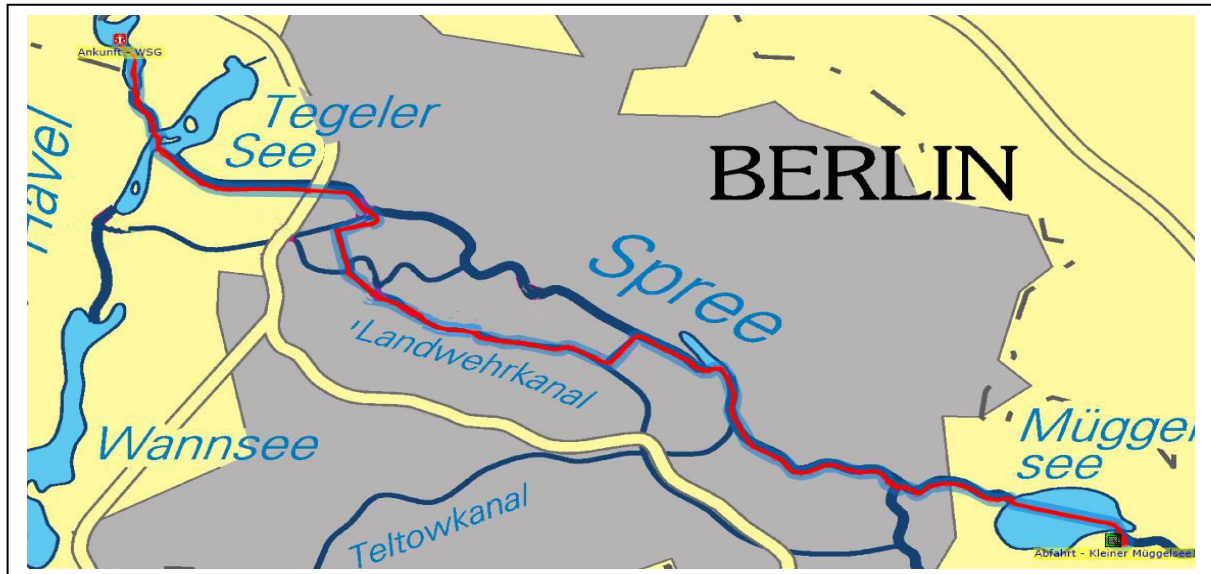 Ankunft - WSG
Tegeler
See
Havel
BERLIN
Spree
Landwehrkanal
Wannsee
Müggel
see
Teltowkanal
Abfahrt - Kleiner Müggelsee